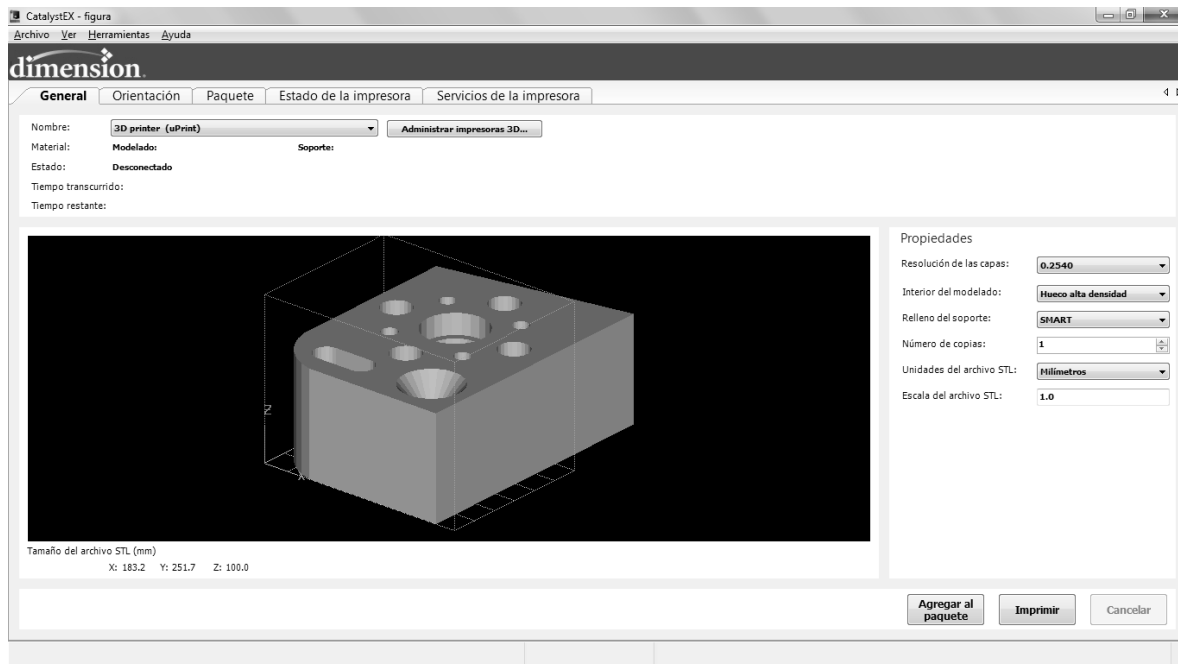 CatalystEX - figura
Archivo Ver Herramientas Ayuda
dimension
General Orientación Paquete Estado de la impresora Servicios de la impresora
Nombre: 3D printer (uPrint) Administrar impresoras 3D...
Material: Modelado: Soporte:
Estado: Desconectado
Tiempo transcurrido:
Tiempo restante:
Propiedades
Resolución de las capas: 0.2540
Interior del modelado: Hueco alta densidad
Relleno del soporte: SMART
Número de copias: 1
Unidades del archivo STL: Milímetros
Escala del archivo STL: 1.0
Z
X
Tamaño del archivo STL (mm)
X: 183.2 Y: 251.7 Z: 100.0
Agregar al paquete Imprimir Cancelar